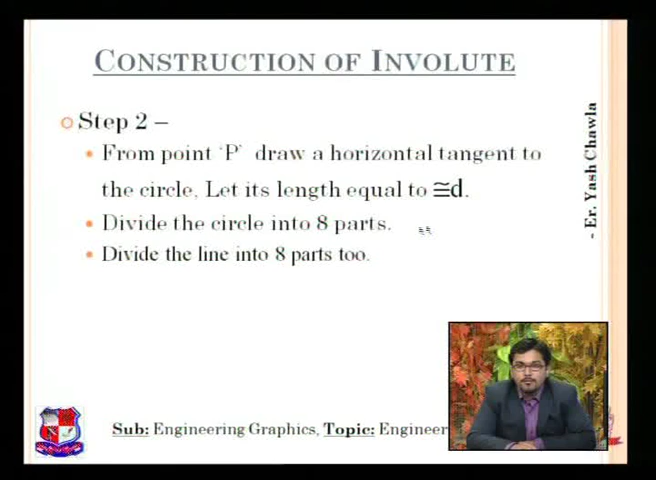 CONSTRUCTION OF INVOLUTE
Step 2 –
From point 'P' draw a horizontal tangent to
the circle. Let its length equal to ≅d.
Divide the circle into 8 parts.
Divide the line into 8 parts too.
- Er. Yash Chawla
Sub: Engineering Graphics, Topic: Engineer